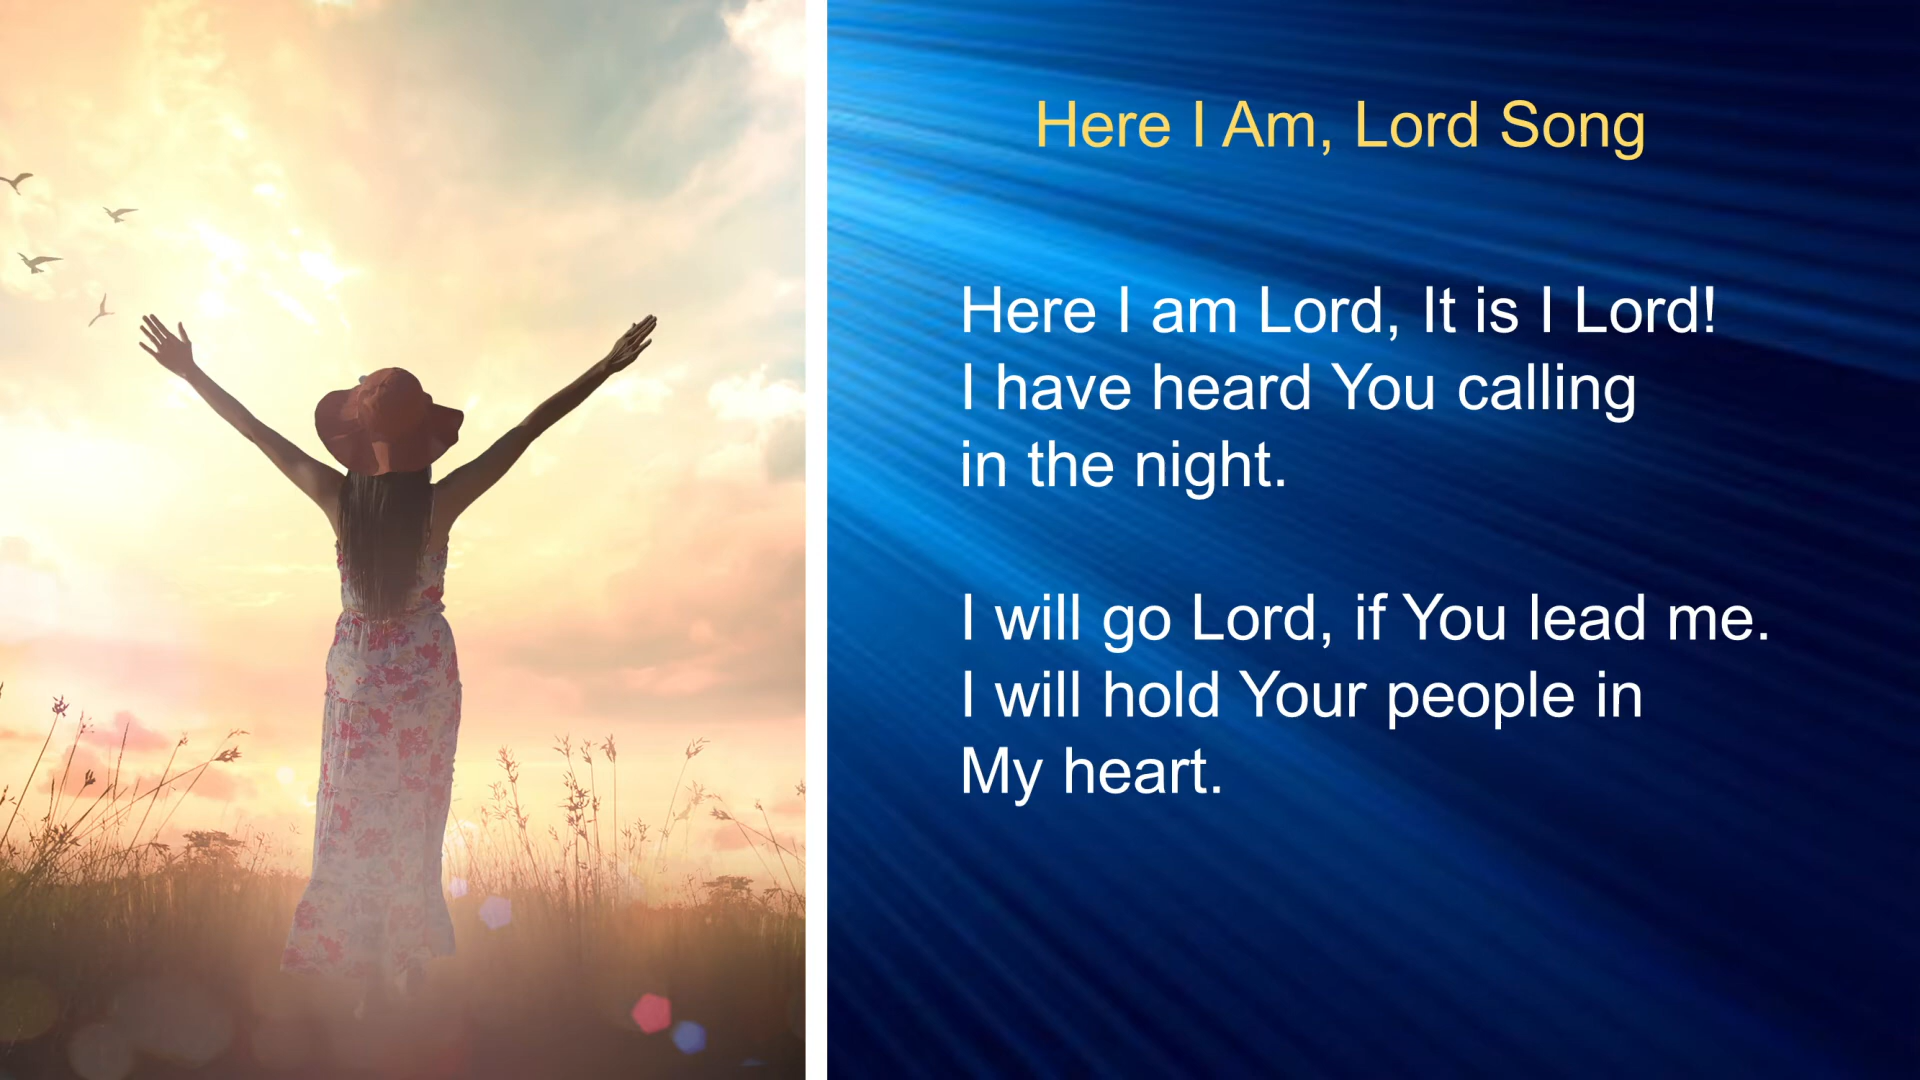 Here I Am, Lord Song
Here I am Lord, It is I Lord!
I have heard You calling
in the night.
I will go Lord, if You lead me.
I will hold Your people in
My heart.